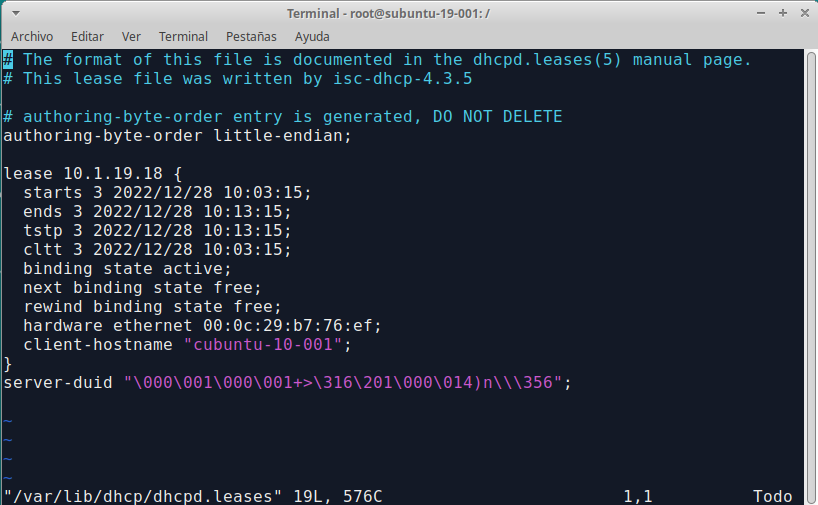 Terminal - root@subuntu-19-001: /
Archivo Editar Ver Terminal Pestañas Ayuda
# The format of this file is documented in the dhcpd.leases(5) manual page.
# This lease file was written by isc-dhcp-4.3.5
# authoring-byte-order entry is generated, DO NOT DELETE
authoring-byte-order little-endian;
lease 10.1.19.18 {
  starts 3 2022/12/28 10:03:15;
  ends 3 2022/12/28 10:13:15;
  tstp 3 2022/12/28 10:13:15;
  cltt 3 2022/12/28 10:03:15;
  binding state active;
  next binding state free;
  rewind binding state free;
  hardware ethernet 00:0c:29:b7:76:ef;
  client-hostname "cubuntu-10-001";
}
server-duid "\000\001\000\001+>\316\201\000\014)n\\\356";
~
~
~
~
"/var/lib/dhcp/dhcpd.leases" 19L, 576C 1,1 Todo